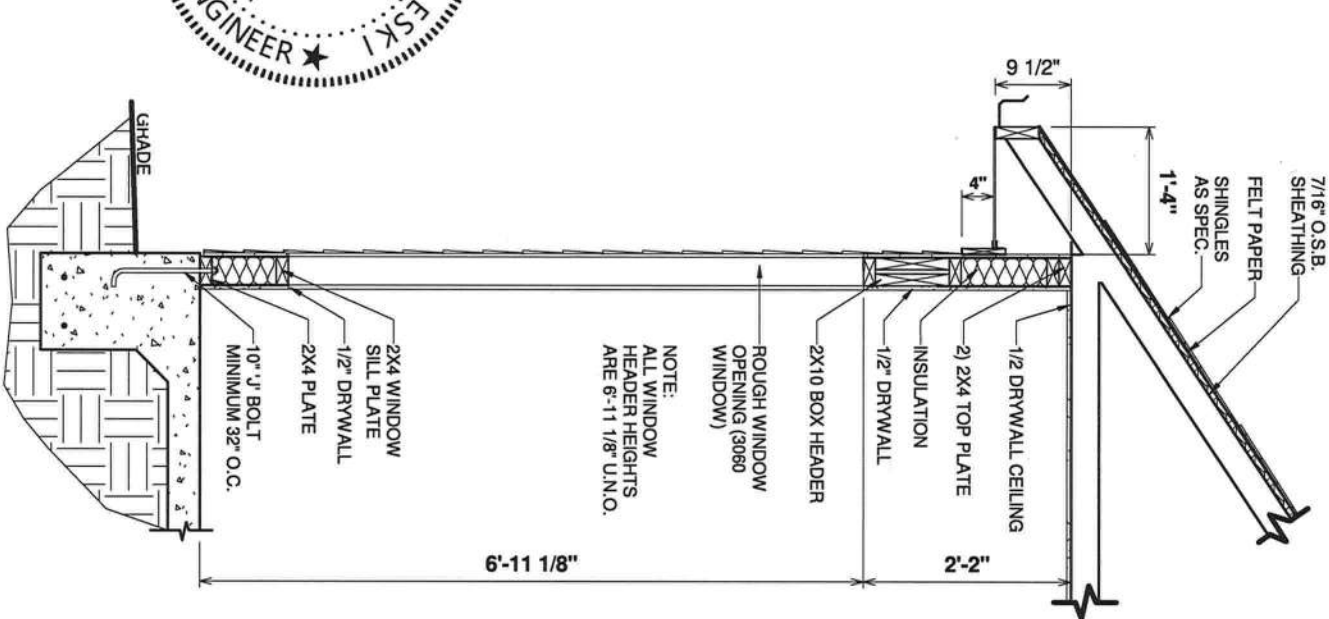 NGINEER ★
ESKI
9 1/2"
1'-4"
4"
7/16" O.S.B.
SHEATHING
FELT PAPER
SHINGLES
AS SPEC.
1/2 DRYWALL CEILING
2) 2X4 TOP PLATE
INSULATION
1/2" DRYWALL
2X10 BOX HEADER
ROUGH WINDOW
OPENING (3060
WINDOW)
NOTE:
ALL WINDOW
HEADER HEIGHTS
ARE 6'-11 1/8" U.N.O.
2X4 WINDOW
SILL PLATE
1/2" DRYWALL
2X4 PLATE
10" 'J' BOLT
MINIMUM 32" O.C.
GRADE
6'-11 1/8"
2'-2"